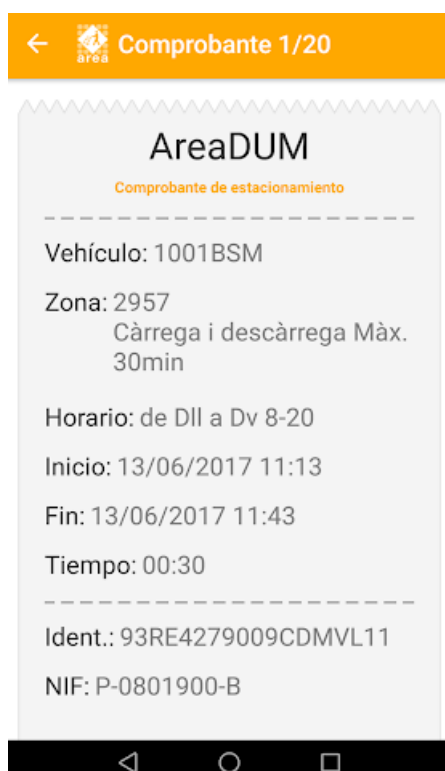 Comprobante 1/20
area
AreaDUM
Comprobante de estacionamiento
Vehículo: 1001BSM
Zona: 2957
Càrrega i descàrrega Màx.
30min
Horario: de Dll a Dv 8-20
Inicio: 13/06/2017 11:13
Fin: 13/06/2017 11:43
Tiempo: 00:30
Ident.: 93RE4279009CDMVL11
NIF: P-0801900-B